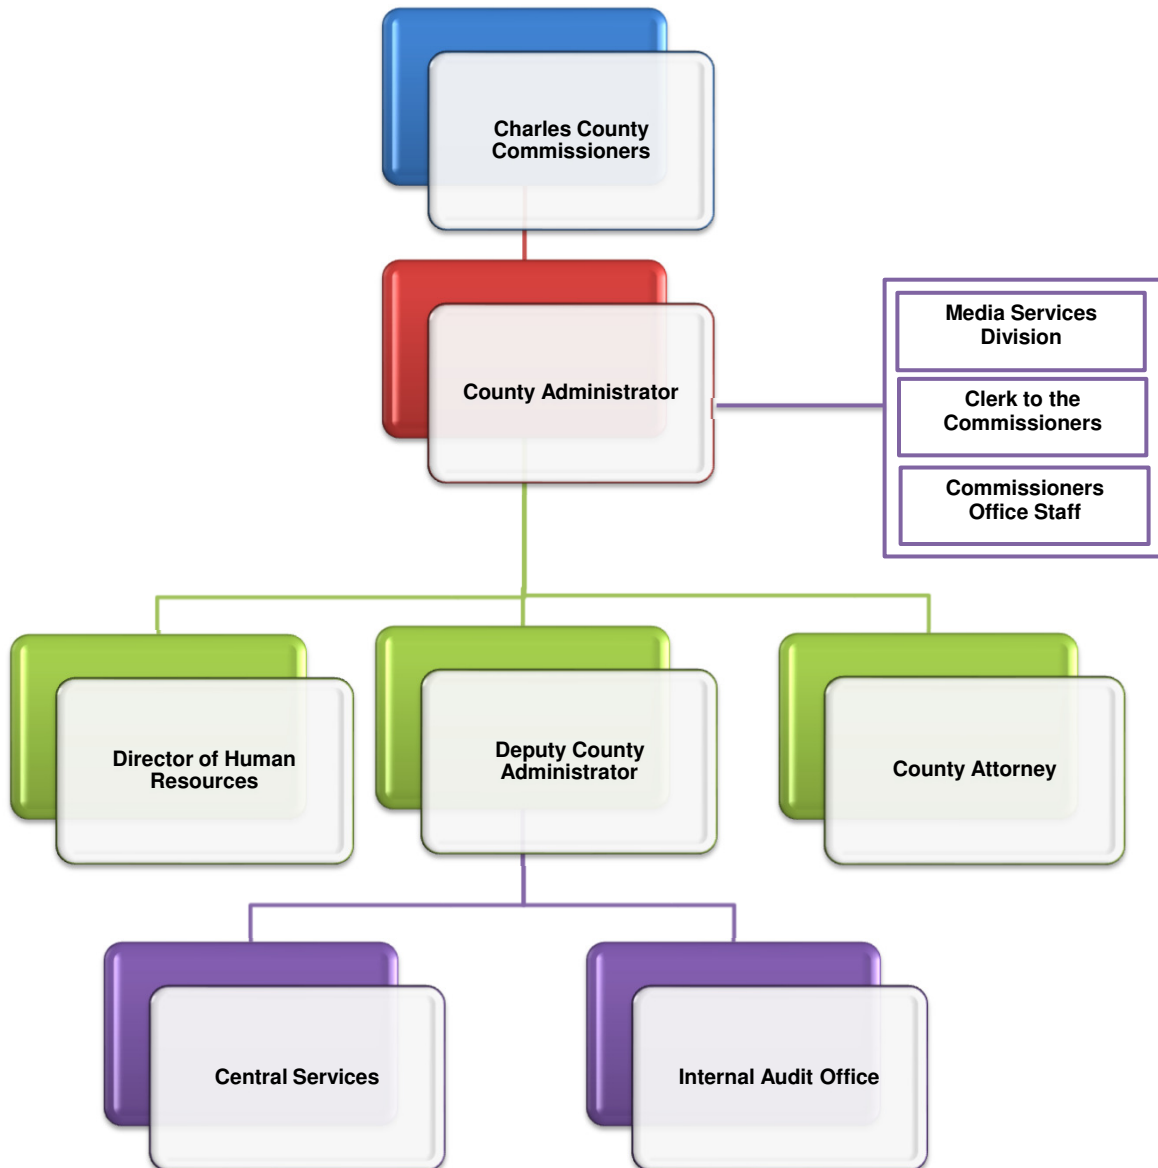 Charles County
Commissioners
County Administrator
Media Services
Division
Clerk to the
Commissioners
Commissioners
Office Staff
Director of Human
Resources
Deputy County
Administrator
County Attorney
Central Services
Internal Audit Office